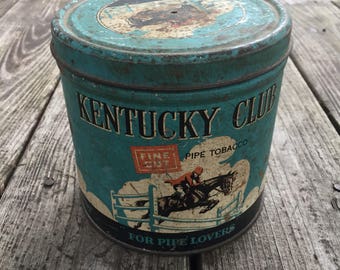 KENTUCKY CLUB
FINE CUT
PIPE TOBACCO
FOR PIPE LOVERS